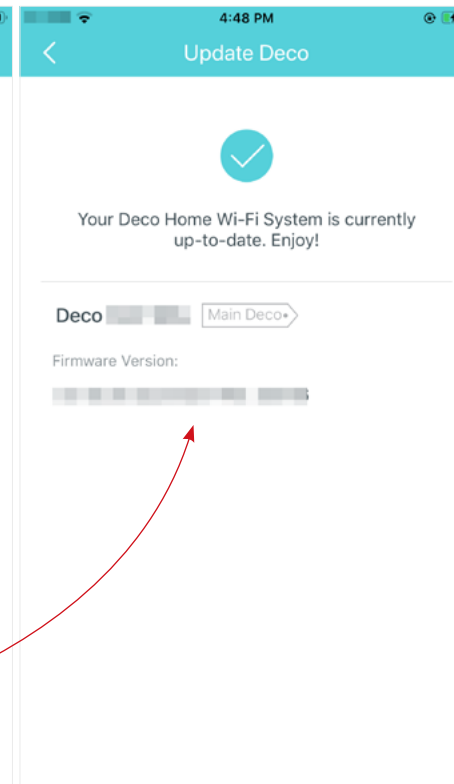 4:48 PM
Update Deco
Your Deco Home Wi-Fi System is currently
up-to-date. Enjoy!
Deco
Main Deco
Firmware Version: